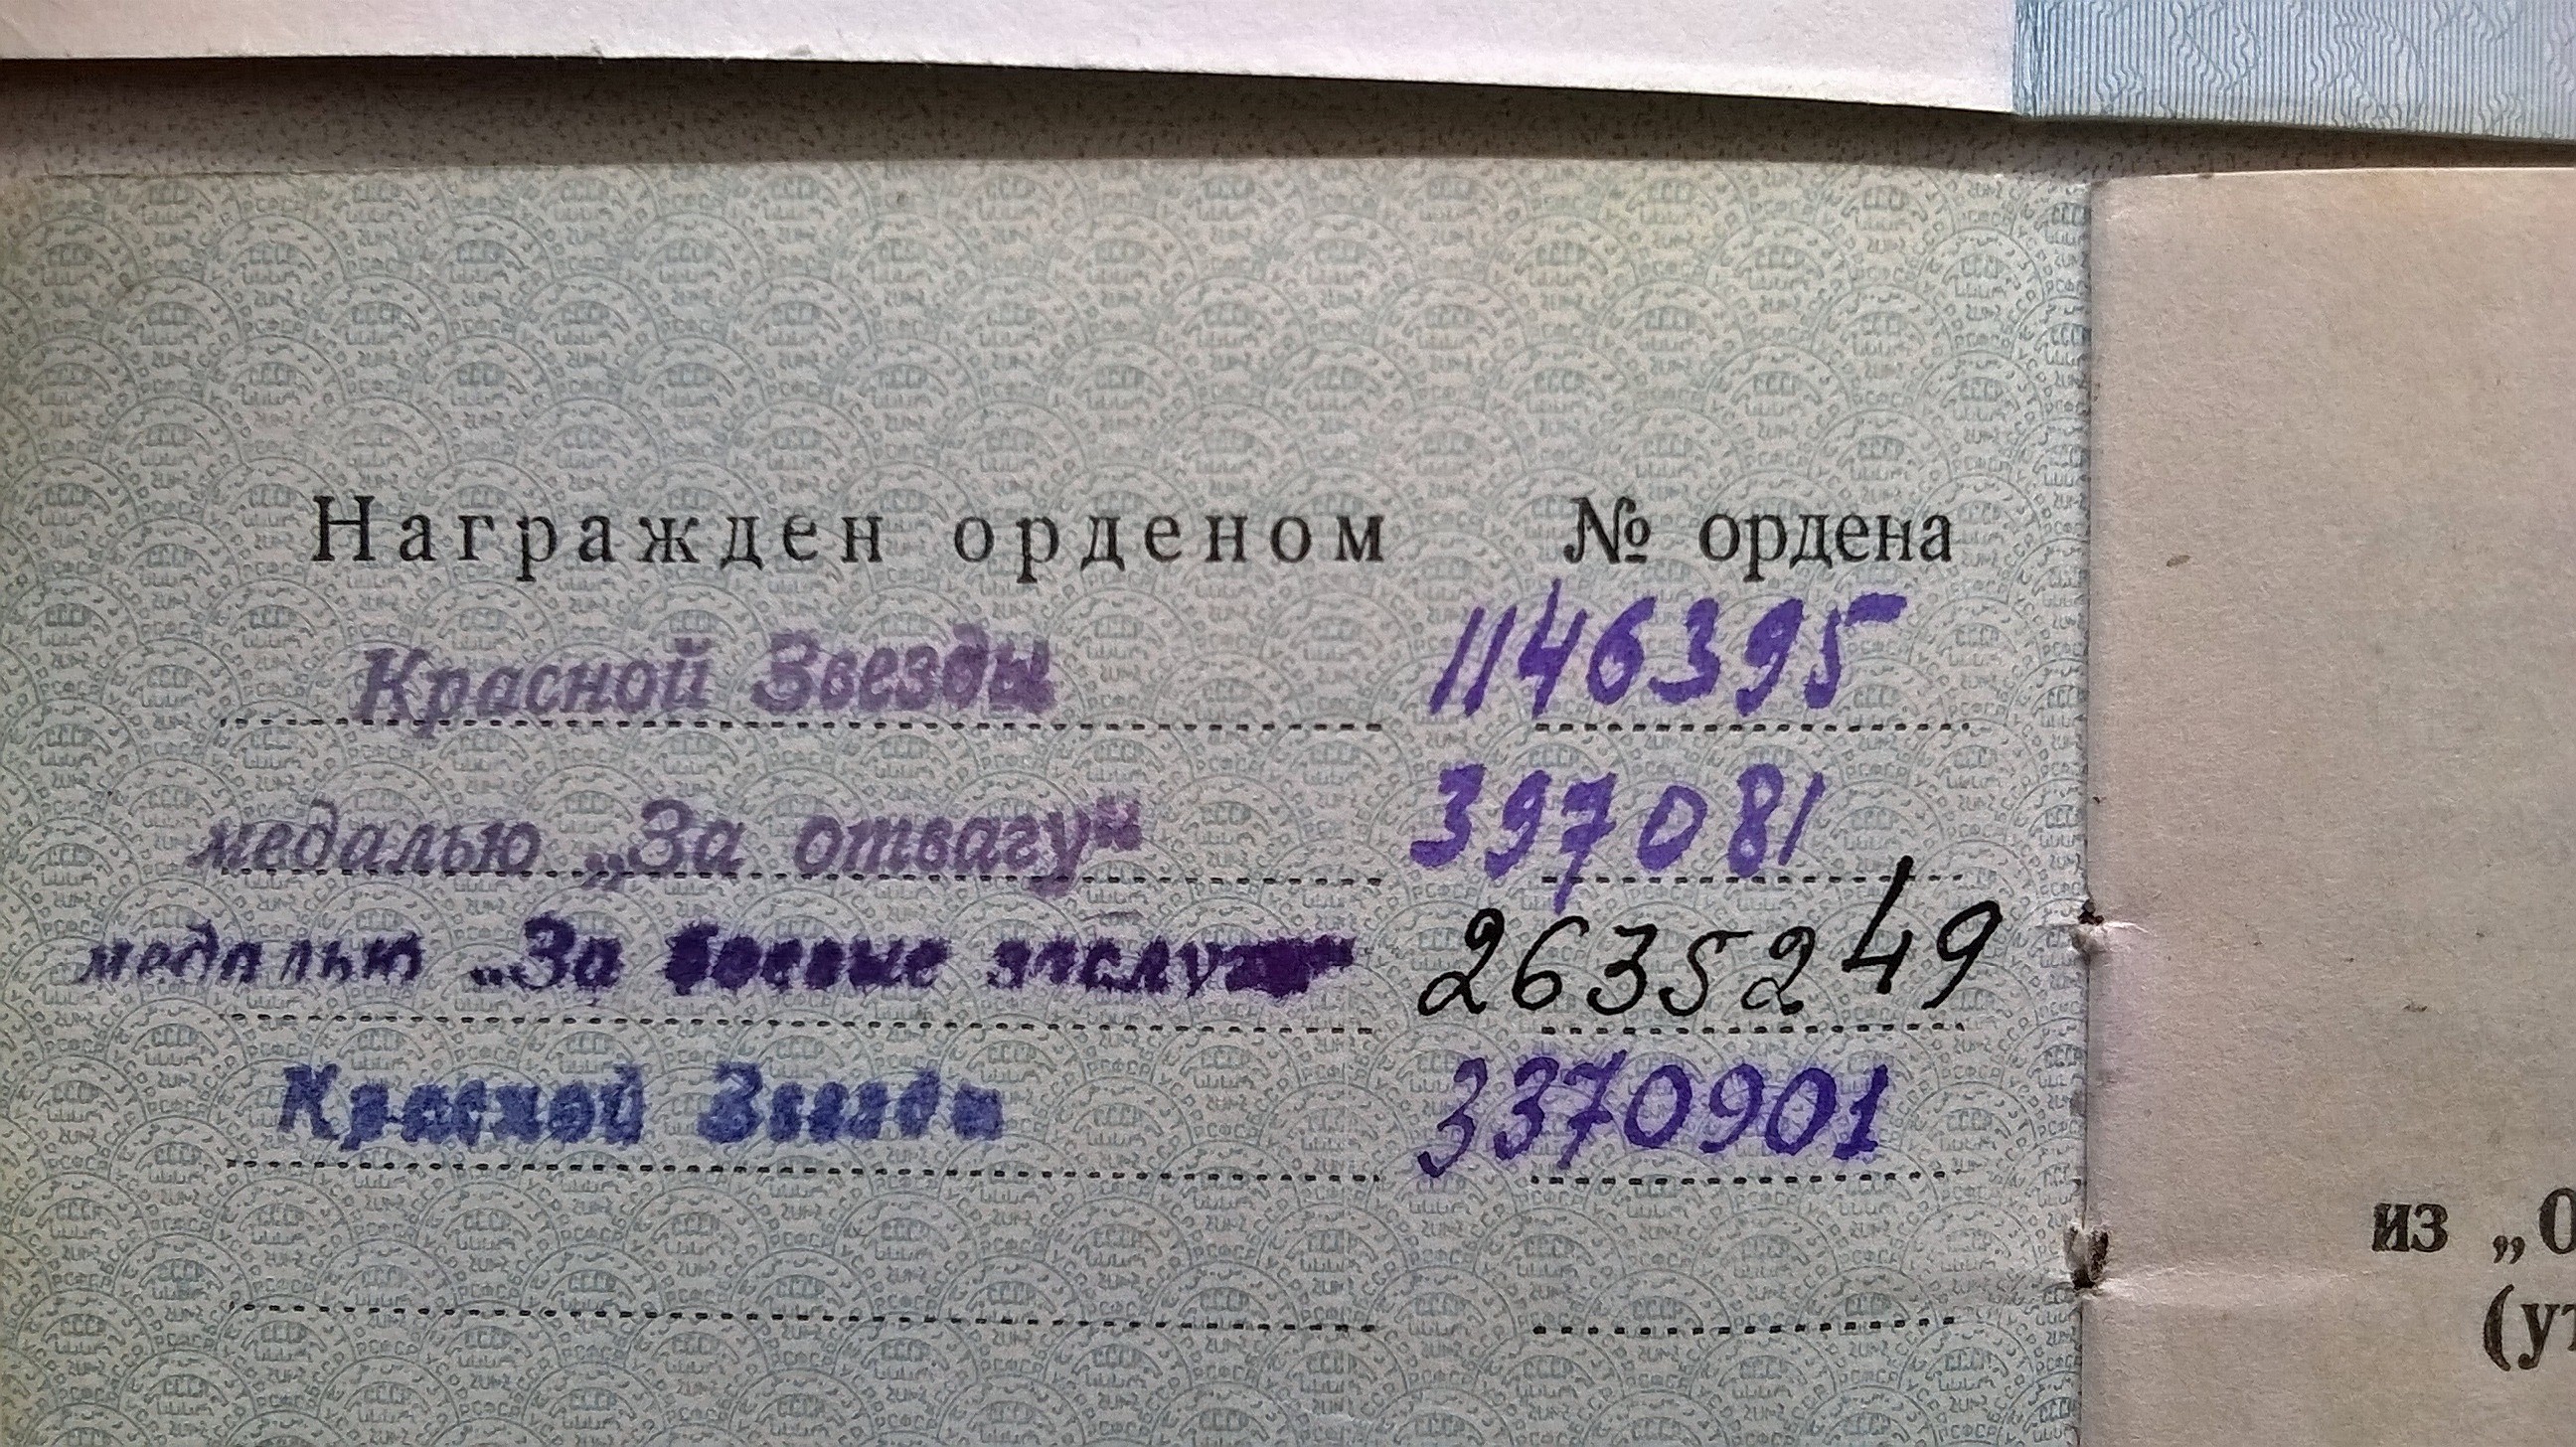 Награжден орденом № ордена
Красной Звезды 1146395
медалью „За отвагу“ 397081
медалью „За боевые заслуги“ 2635249
Красной Звезды 3370901
из „О
(ут